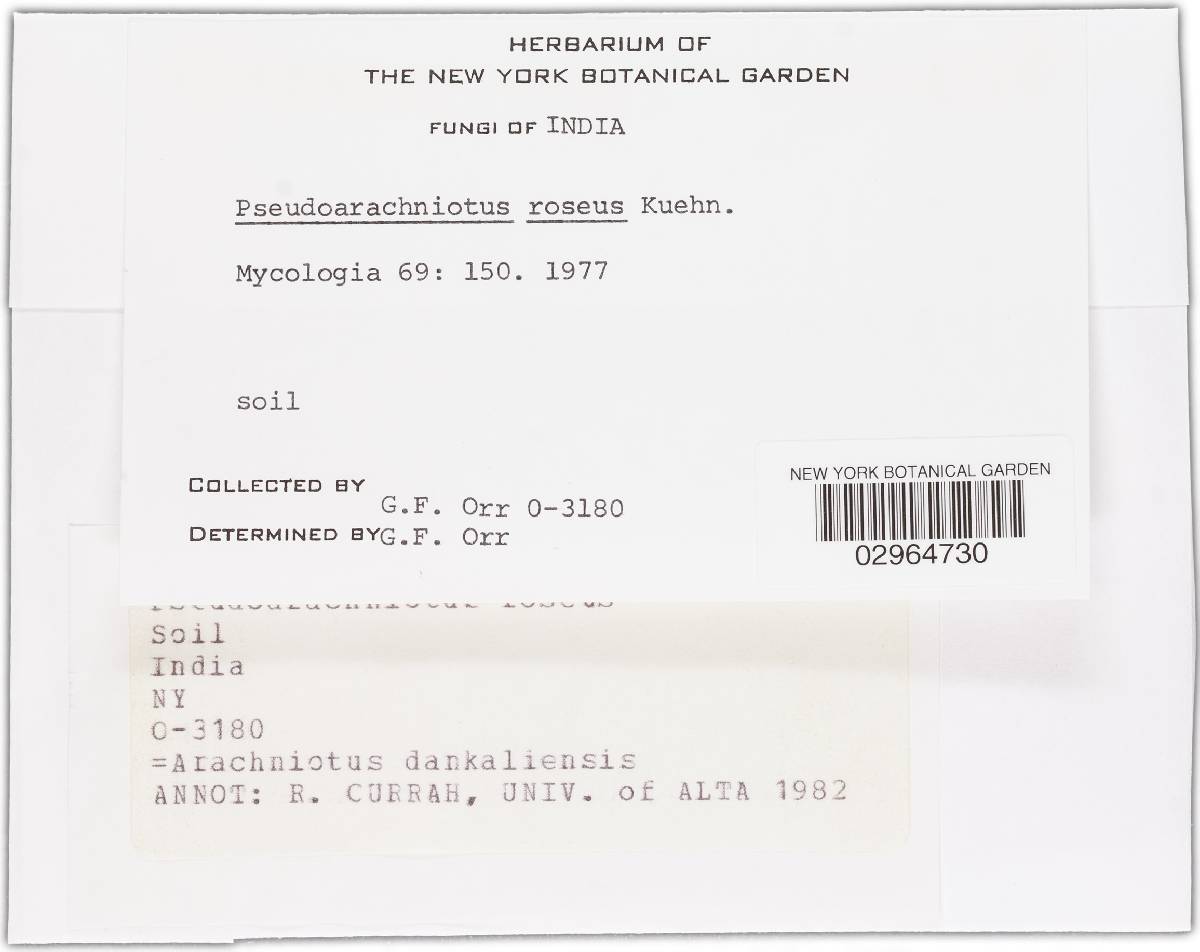 HERBARIUM OF
THE NEW YORK BOTANICAL GARDEN
FUNGI OF INDIA
Pseudoarachniotus roseus Kuehn.
Mycologia 69: 150. 1977
soil
COLLECTED BY
G.F. Orr O-3180
DETERMINED BY G.F. Orr
NEW YORK BOTANICAL GARDEN
02964730
roseus
Soil
India
NY
O-3180
=Arachniotus dankaliensis
ANNOT: R. CURRAH, UNIV. of ALTA 1982